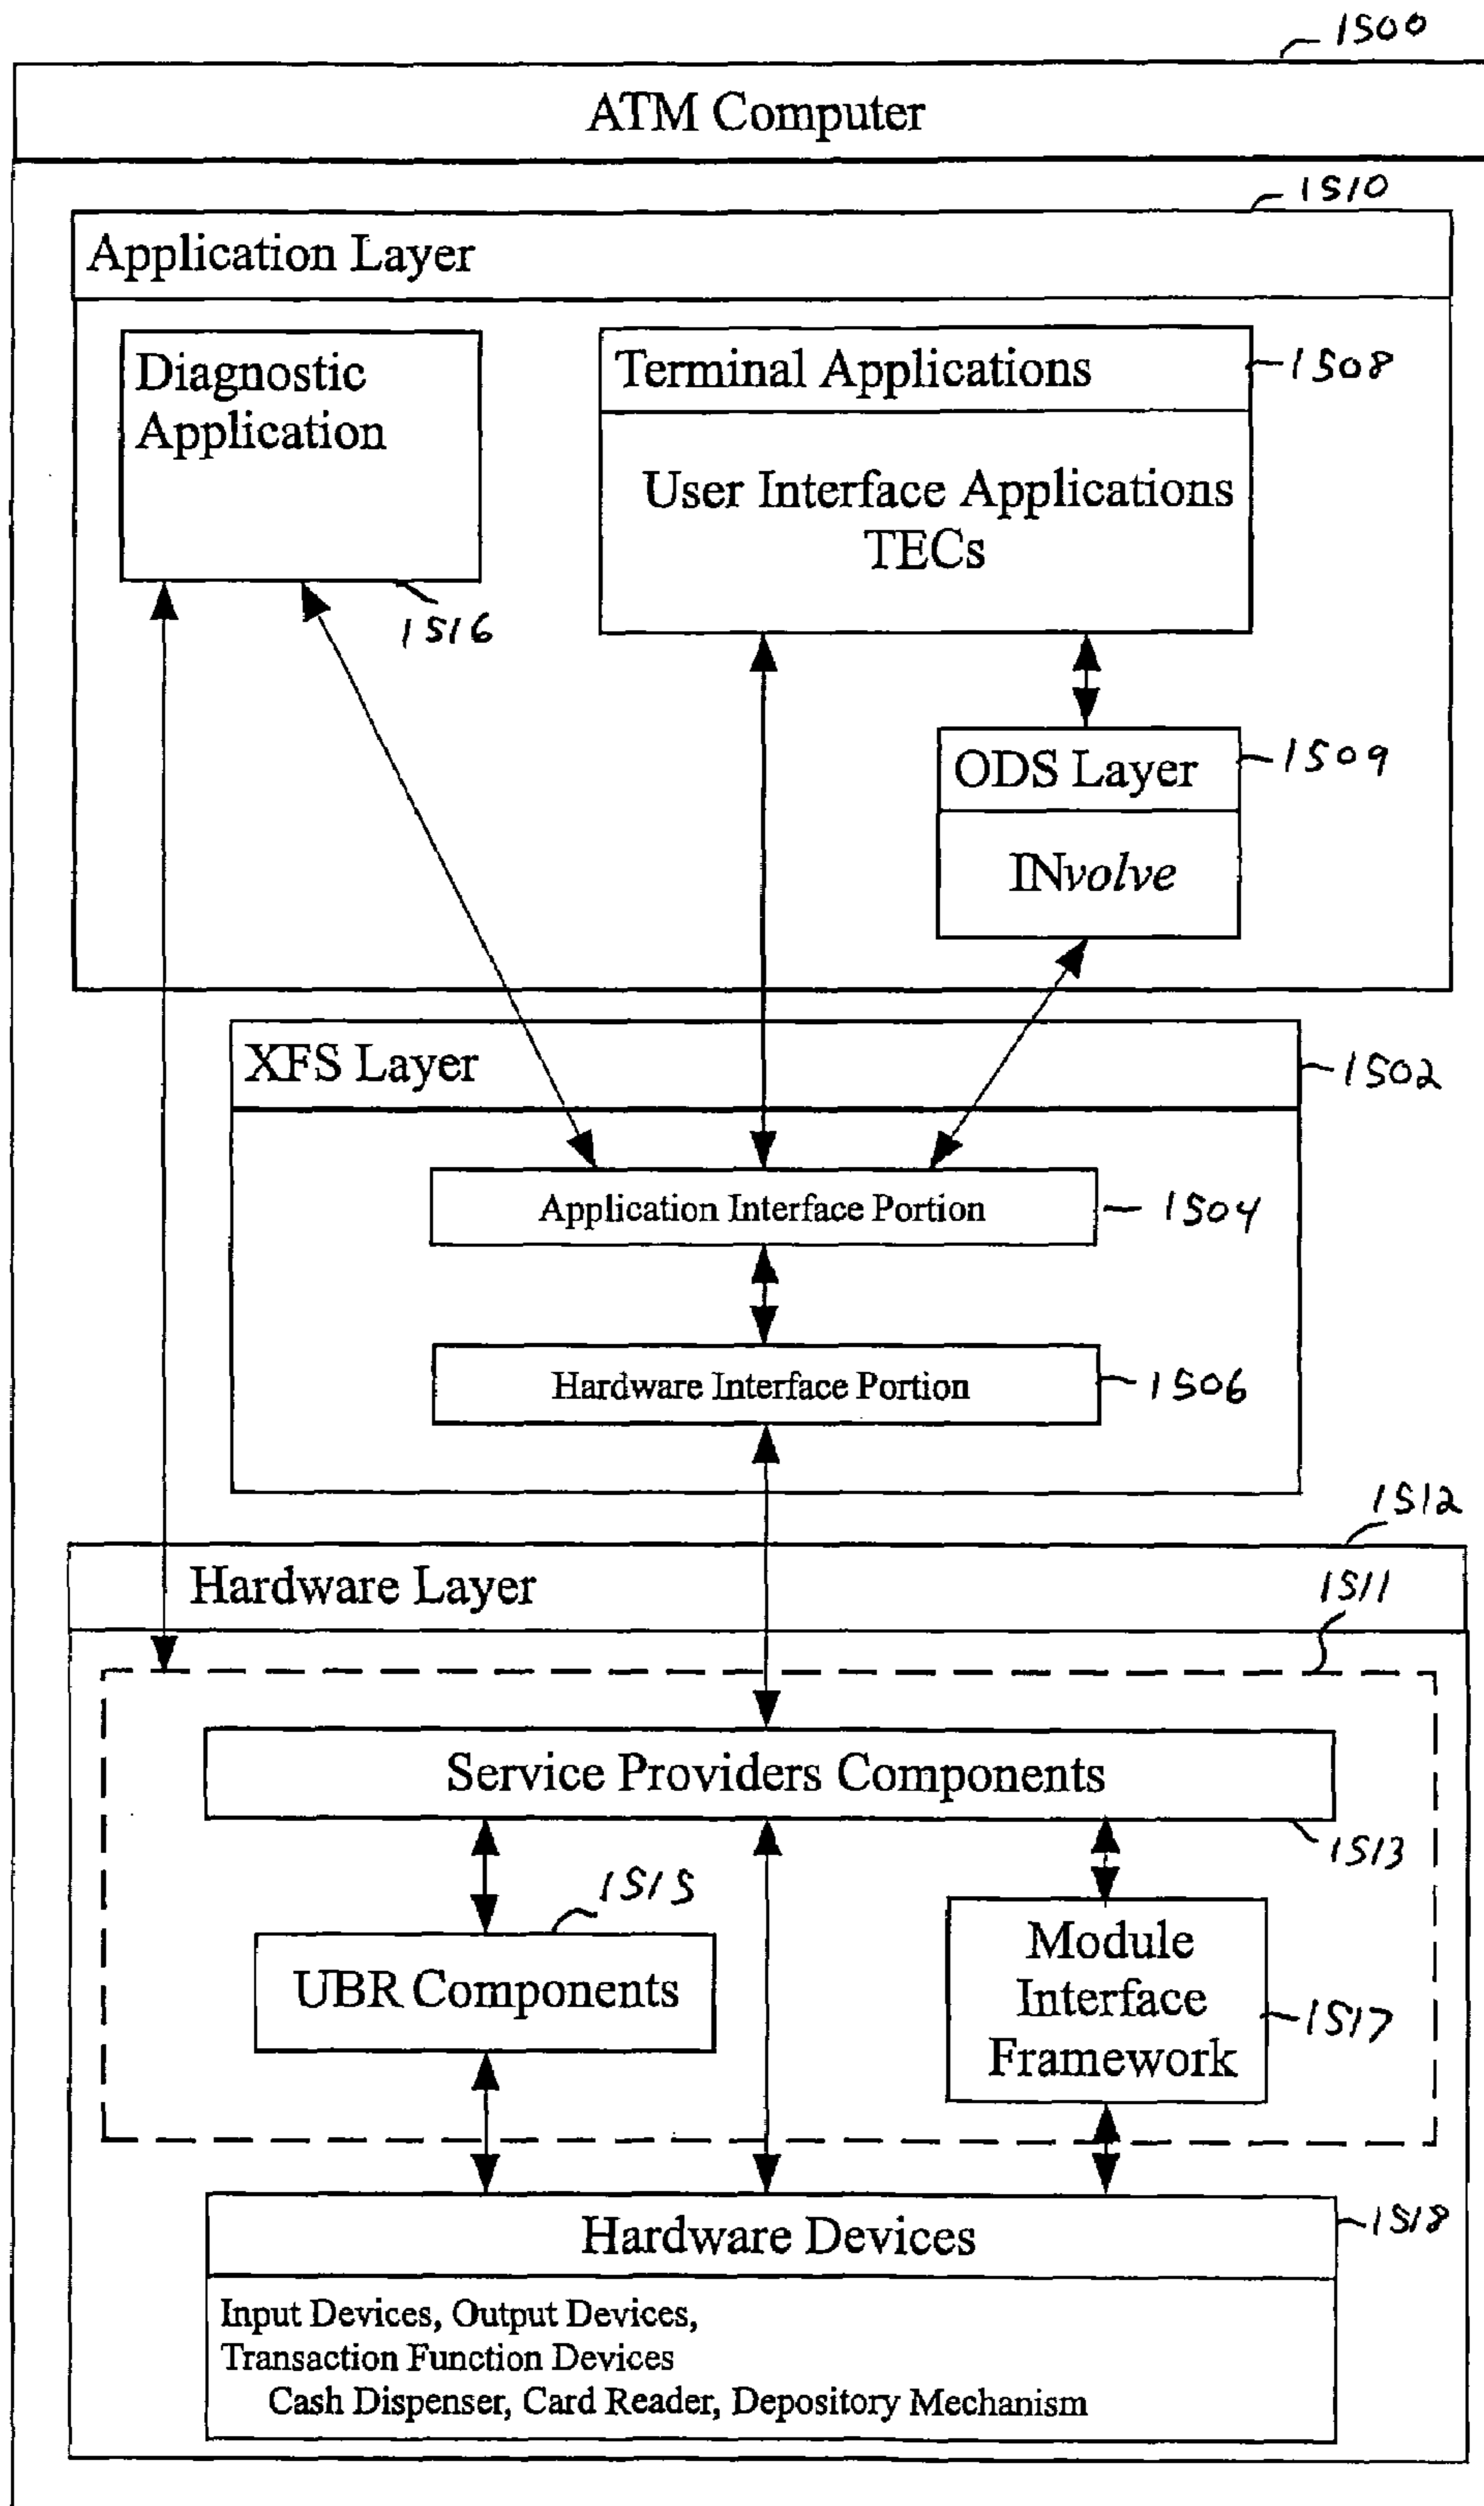 1500
ATM Computer
1510
Application Layer
Diagnostic
Application
1516
Terminal Applications
1508
User Interface Applications
TECs
ODS Layer
1509
INvolve
XFS Layer
1502
Application Interface Portion
1504
Hardware Interface Portion
1506
1512
Hardware Layer
1511
Service Providers Components
1513
1515
UBR Components
Module
Interface
Framework
1517
Hardware Devices
1518
Input Devices, Output Devices,
Transaction Function Devices
Cash Dispenser, Card Reader, Depository Mechanism